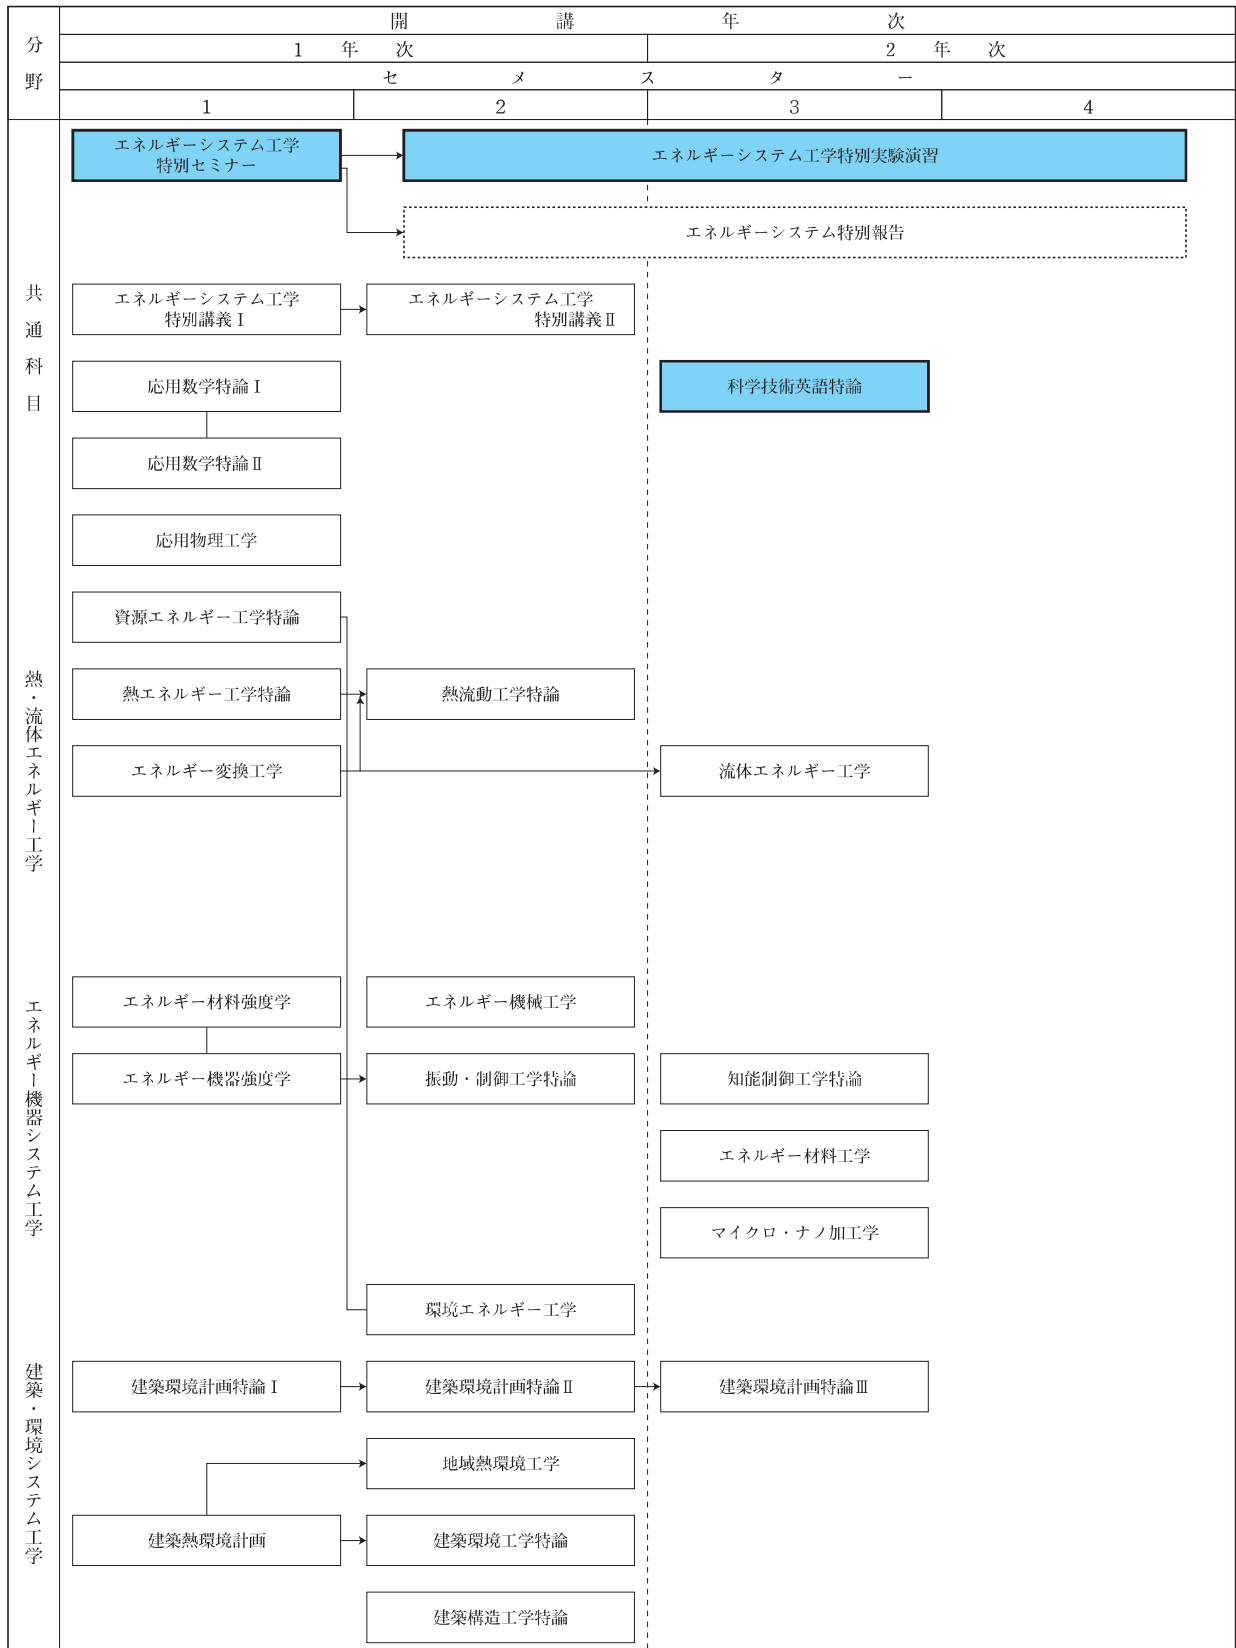 分野
開講年次
1年次
2年次
セメスター
1
2
3
4
共通科目
エネルギーシステム工学
特別セミナー
エネルギーシステム工学特別実験演習
エネルギーシステム特別報告
エネルギーシステム工学
特別講義Ⅰ
エネルギーシステム工学
特別講義Ⅱ
応用数学特論Ⅰ
科学技術英語特論
応用数学特論Ⅱ
応用物理工学
熱・流体エネルギー工学
資源エネルギー工学特論
熱エネルギー工学特論
熱流動工学特論
エネルギー変換工学
流体エネルギー工学
エネルギー機器システム工学
エネルギー材料強度学
エネルギー機械工学
エネルギー機器強度学
振動・制御工学特論
知能制御工学特論
エネルギー材料工学
マイクロ・ナノ加工学
環境エネルギー工学
建築・環境システム工学
建築環境計画特論Ⅰ
建築環境計画特論Ⅱ
建築環境計画特論Ⅲ
地域熱環境工学
建築熱環境計画
建築環境工学特論
建築構造工学特論